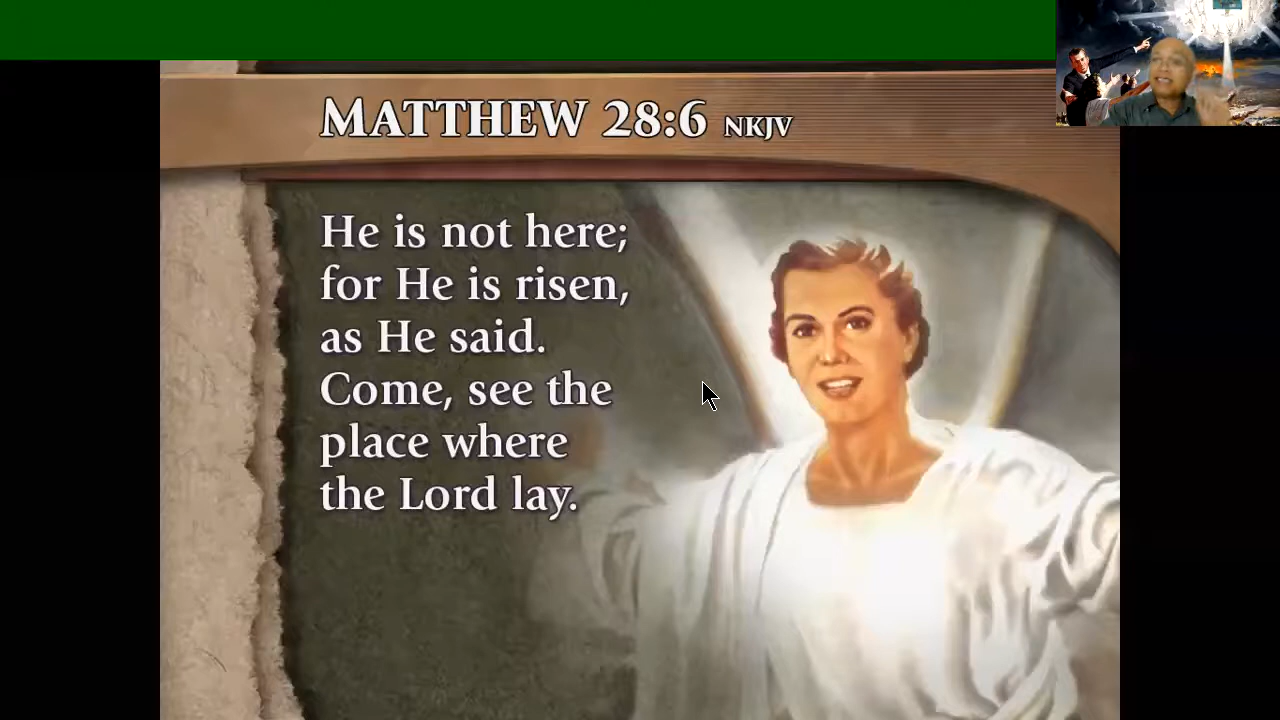 MATTHEW 28:6 NKJV
He is not here;
for He is risen,
as He said.
Come, see the
place where
the Lord lay.